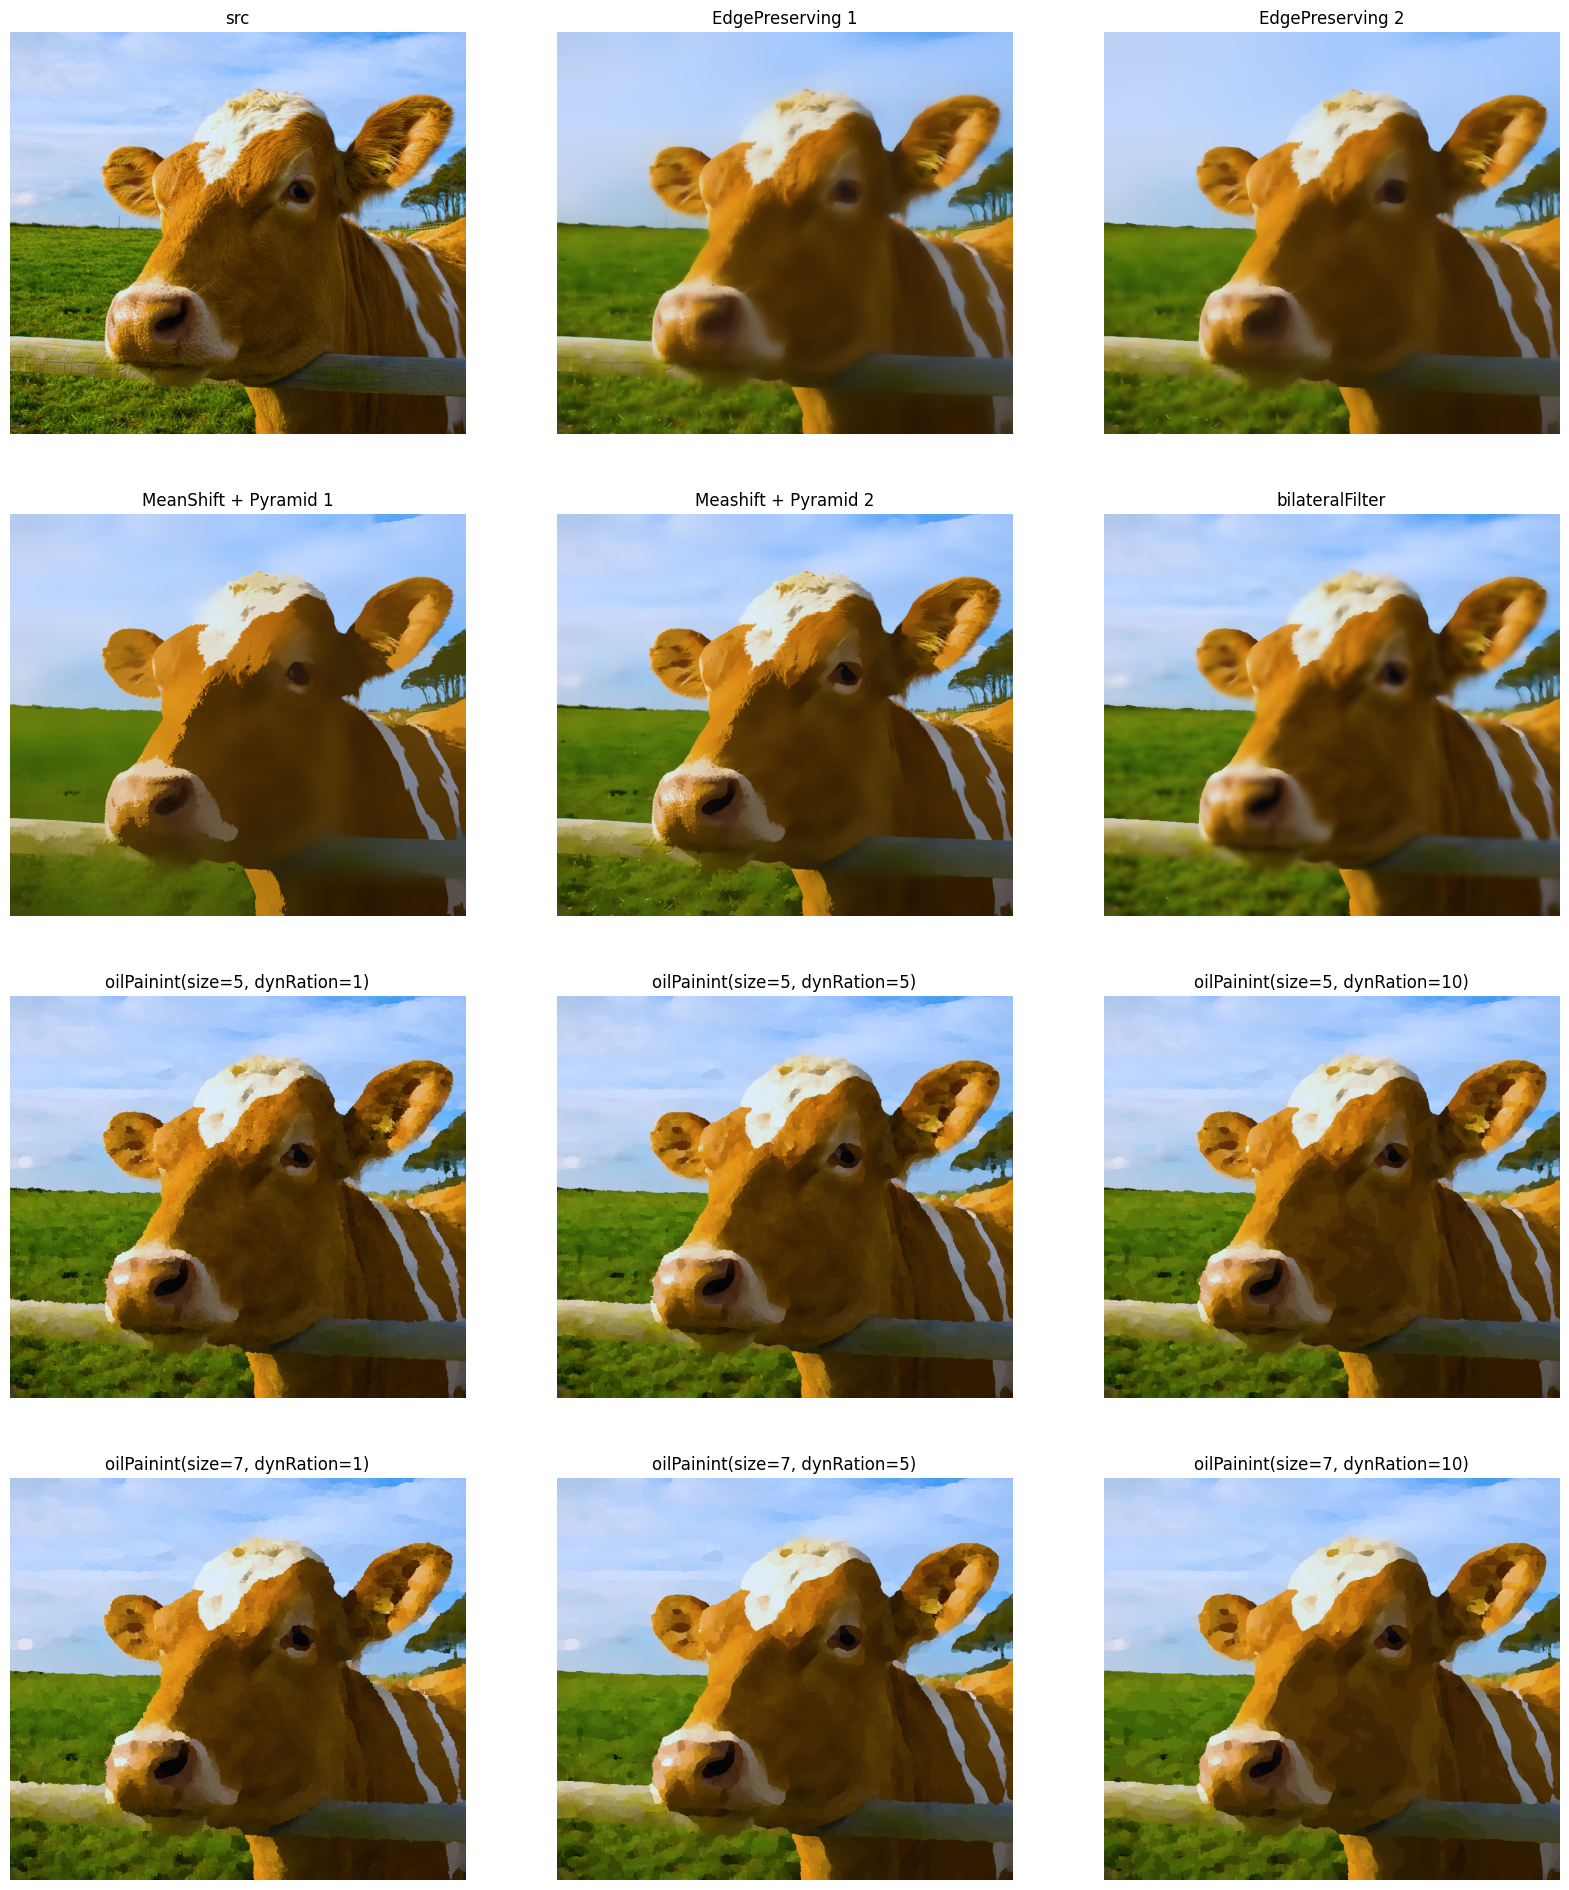 src
EdgePreserving 1
EdgePreserving 2
MeanShift + Pyramid 1
Meashift + Pyramid 2
bilateralFilter
oilPainint(size=5, dynRation=1)
oilPainint(size=5, dynRation=5)
oilPainint(size=5, dynRation=10)
oilPainint(size=7, dynRation=1)
oilPainint(size=7, dynRation=5)
oilPainint(size=7, dynRation=10)